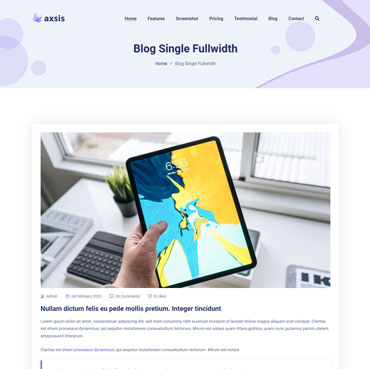 axsis
Home Features Screenshot Pricing Testimonial Blog Contact
Blog Single Fullwidth
Home Blog Single Fullwidth
Admin 06 February 2020 26 Comments 5 Likes
Nullam dictum felis eu pede mollis pretium. Integer tincidunt
Lorem ipsum dolor sit amet, consectetuer adipiscing elit, sed diam nonummy nibh euismod tincidunt ut laoreet dolore magna aliquam erat volutpat. Claritas
est etiam processus dynamicus, qui sequitur mutationem consuetudium lectorum. Mirum est notare quam littera gothica, quam nunc putamus parum claram,
anteposuerit litterarum.
Claritas est etiam processus dynamicus, qui sequitur mutationem consuetudium lectorum. Mirum est notare